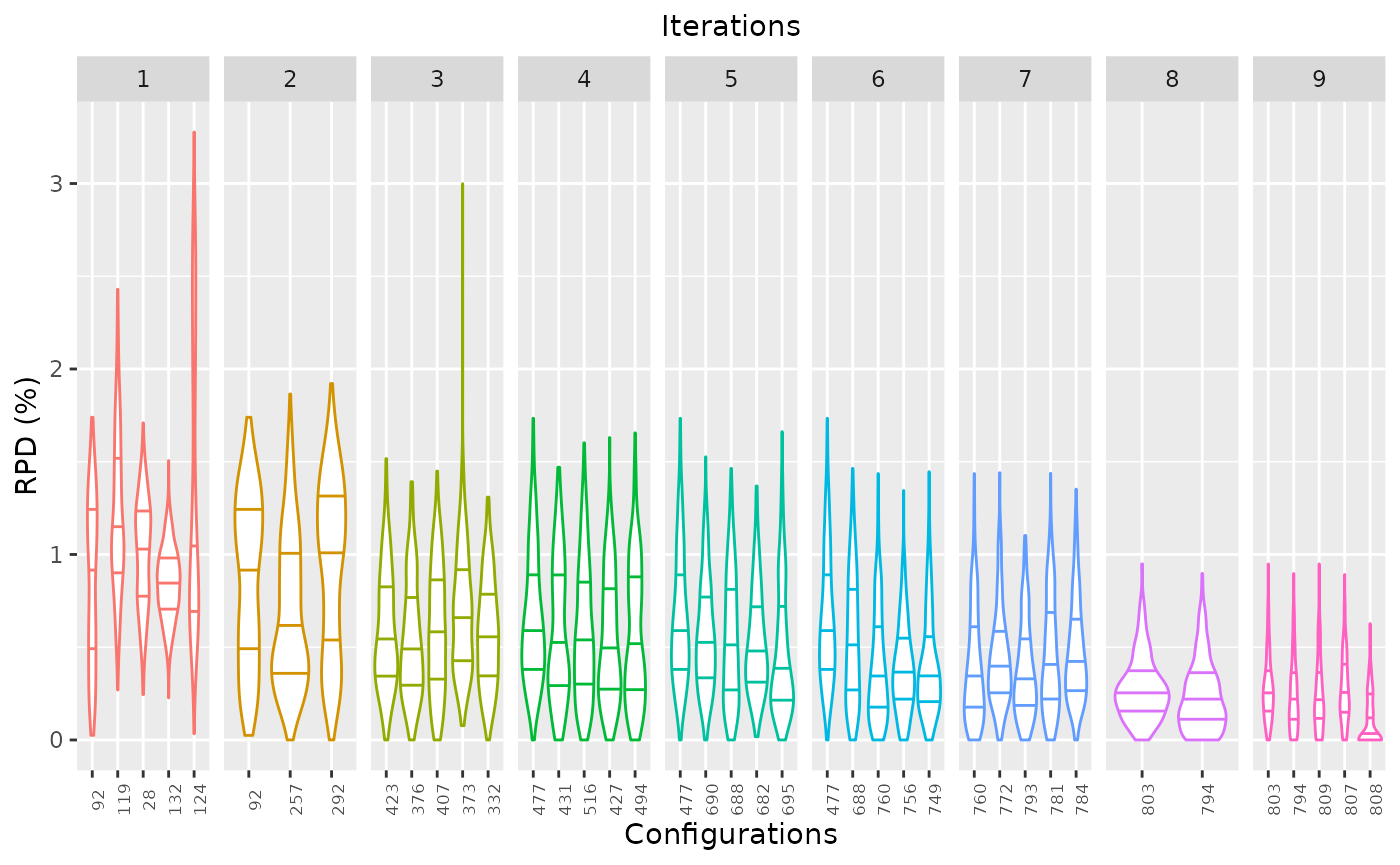 Iterations
1 2 3 4 5 6 7 8 9
RPD (%)
3
2
1
0
92 119 28 132 124 92 257 292 423 376 407 373 332 477 431 516 427 494 477 690 688 682 695 477 688 760 756 749 760 772 793 781 784 803 794 803 794 809 807 808
Configurations